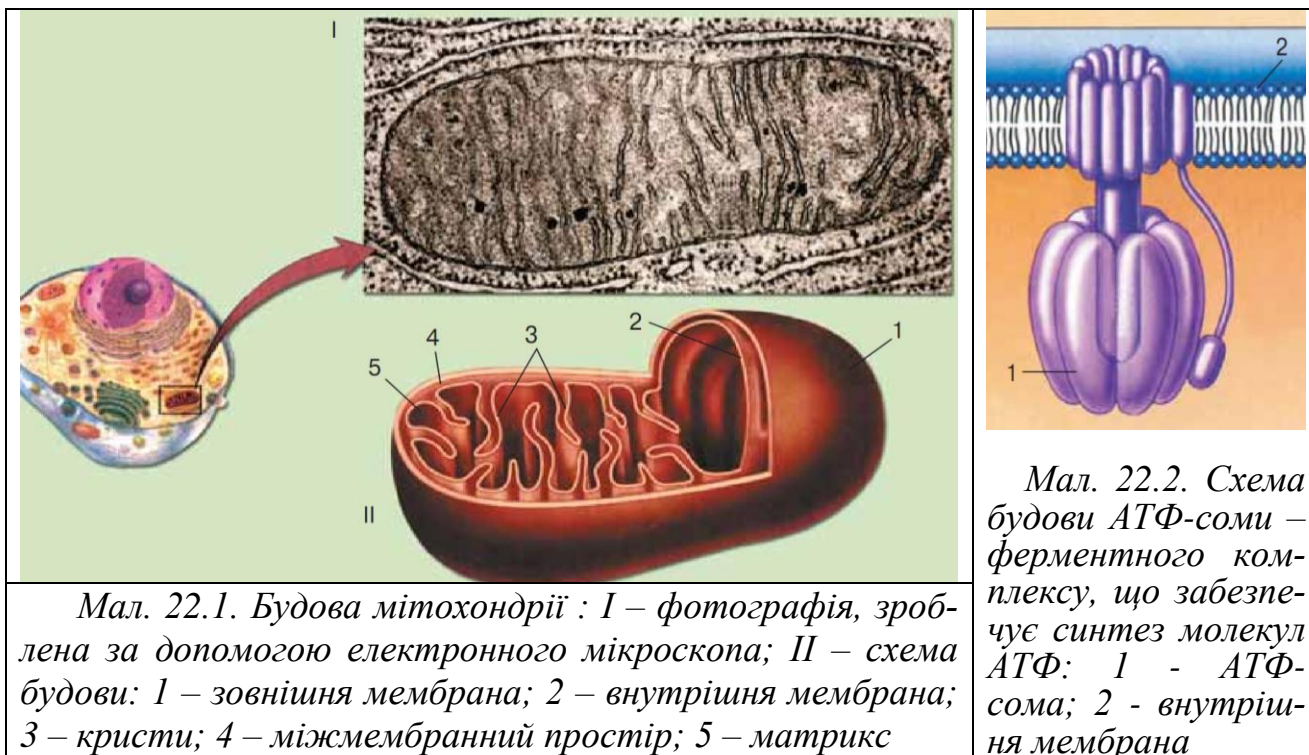 I
4
3
2
1
5
II
Мал. 22.1. Будова мітохондрії : I – фотографія, зроб-
лена за допомогою електронного мікроскопа; II – схема
будови: 1 – зовнішня мембрана; 2 – внутрішня мембрана;
3 – кристи; 4 – міжмембранний простір; 5 – матрикс
2
1
Мал. 22.2. Схема
будови АТФ-соми –
ферментного ком-
плексу, що забезпе-
чує синтез молекул
АТФ: 1 - АТФ-
сома; 2 - внутріш-
ня мембрана